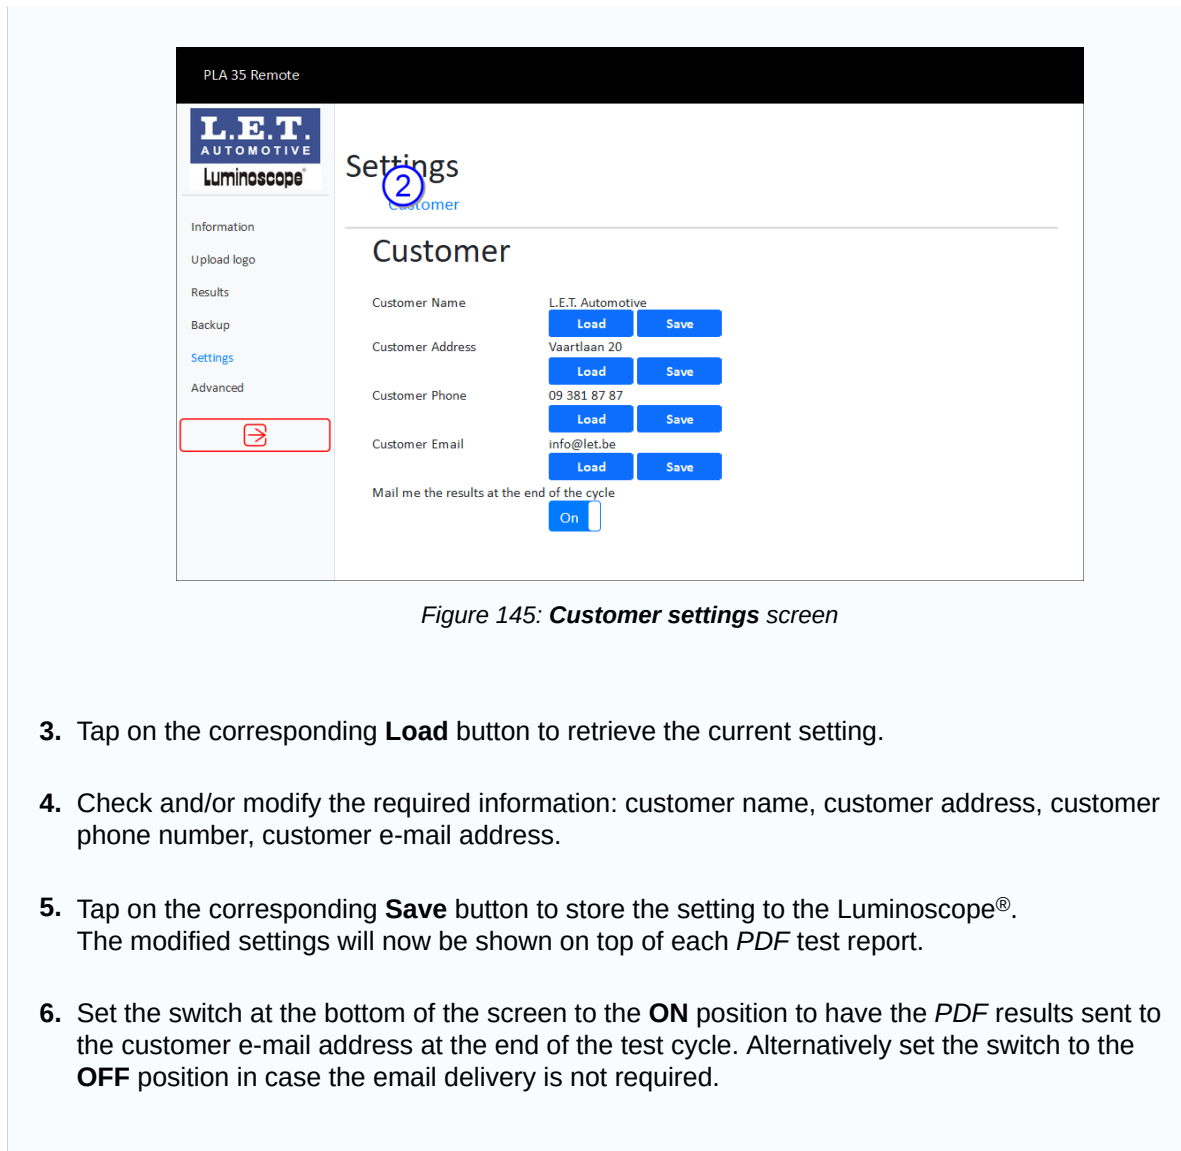 PLA 35 Remote
L.E.T.
AUTOMOTIVE
Luminoscope®
Settings
2
Customer
Information
Upload logo
Results
Backup
Settings
Advanced
Customer
Customer Name
L.E.T. Automotive
Load Save
Customer Address
Vaartlaan 20
Load Save
Customer Phone
09 381 87 87
Load Save
Customer Email
info@let.be
Load Save
Mail me the results at the end of the cycle
On
Figure 145: Customer settings screen
3. Tap on the corresponding Load button to retrieve the current setting.
4. Check and/or modify the required information: customer name, customer address, customer
phone number, customer e-mail address.
5. Tap on the corresponding Save button to store the setting to the Luminoscope®.
The modified settings will now be shown on top of each PDF test report.
6. Set the switch at the bottom of the screen to the ON position to have the PDF results sent to
the customer e-mail address at the end of the test cycle. Alternatively set the switch to the
OFF position in case the email delivery is not required.